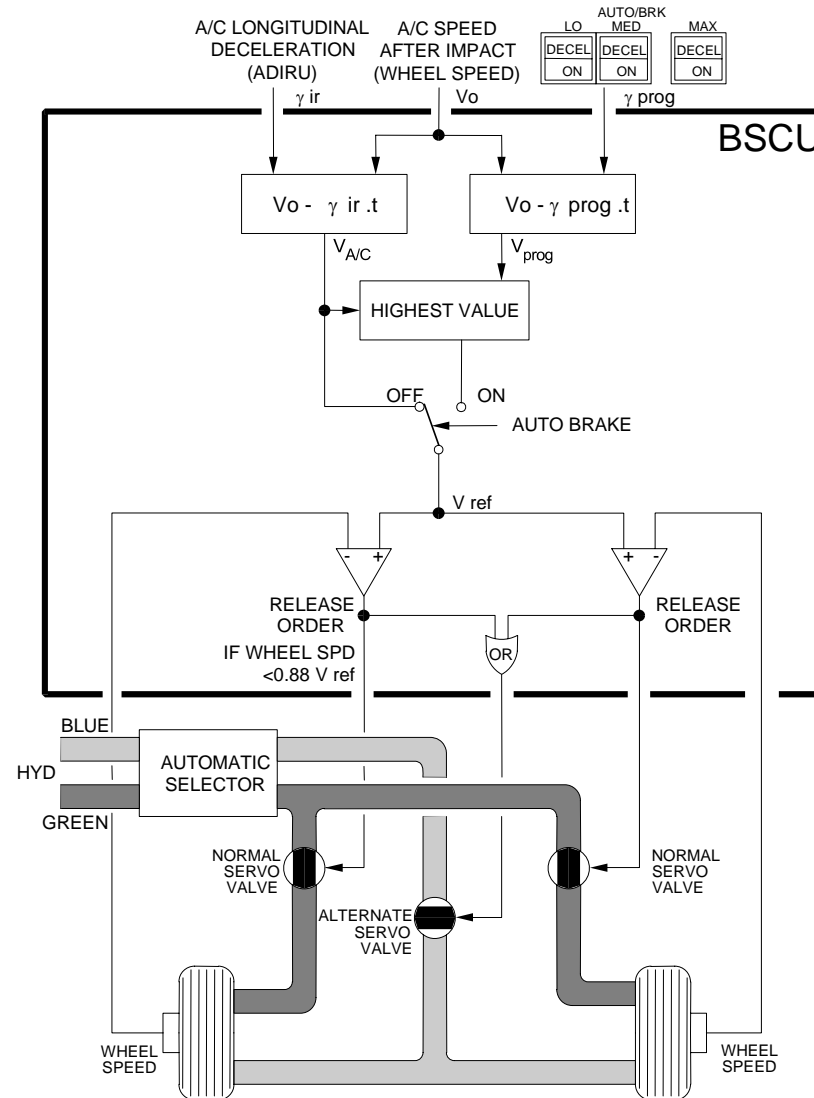 A/C LONGITUDINAL
DECELERATION
(ADIRU)
A/C SPEED
AFTER IMPACT
(WHEEL SPEED)
AUTO/BRK
LO MED MAX
DECEL DECEL DECEL
ON ON ON
γ ir
Vo
γ prog
BSCU
Vo - γ ir .t
Vo - γ prog .t
V A/C
V prog
HIGHEST VALUE
OFF ON
AUTO BRAKE
V ref
- +
+ -
RELEASE
ORDER
RELEASE
ORDER
IF WHEEL SPD
<0.88 V ref
OR
BLUE
HYD
GREEN
AUTOMATIC
SELECTOR
NORMAL
SERVO
VALVE
NORMAL
SERVO
VALVE
ALTERNATE
SERVO
VALVE
WHEEL
SPEED
WHEEL
SPEED